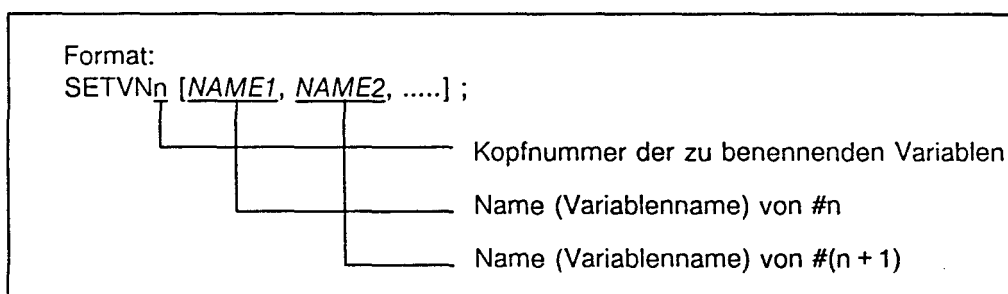 Format:
SETVNn [NAME1, NAME2, .....] ;
Kopfnummer der zu benennenden Variablen
Name (Variablenname) von #n
Name (Variablenname) von #(n + 1)